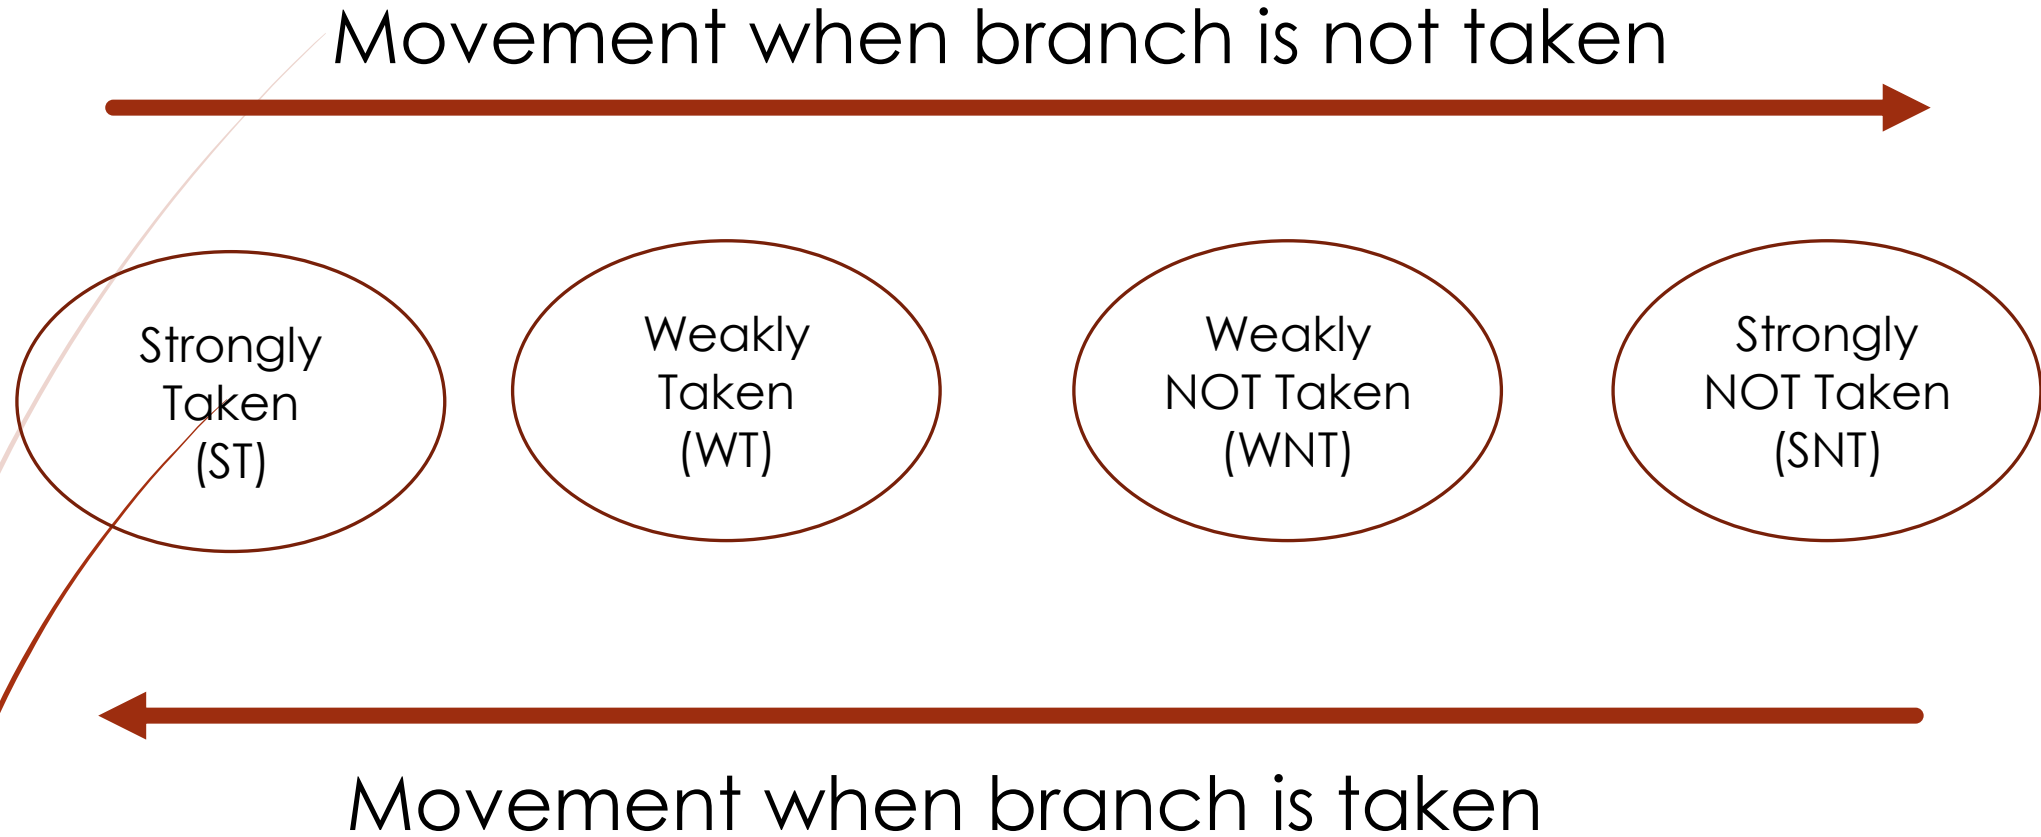 Movement when branch is not taken
Strongly
Taken
(ST)
Weakly
Taken
(WT)
Weakly
NOT Taken
(WNT)
Strongly
NOT Taken
(SNT)
Movement when branch is taken